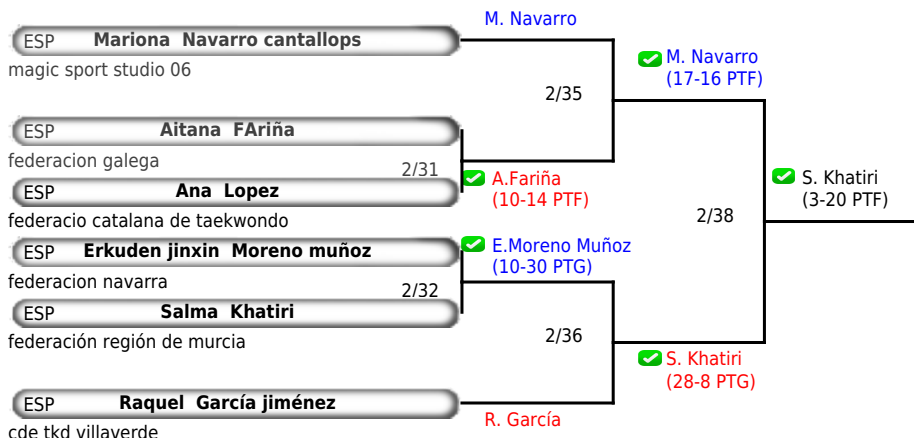 M. Navarro
ESP Mariona Navarro cantallops
magic sport studio 06
M. Navarro
(17-16 PTF)
2/35
ESP Aitana FAriña
federacion galega
2/31
A.Fariña
(10-14 PTF)
ESP Ana Lopez
federacio catalana de taekwondo
S. Khatiri
(3-20 PTF)
2/38
ESP Erkuden jinxin Moreno muñoz
federacion navarra
E.Moreno Muñoz
(10-30 PTG)
2/32
ESP Salma Khatiri
federación región de murcia
2/36
S. Khatiri
(28-8 PTG)
ESP Raquel García jiménez
R. García
cde tkd villaverde